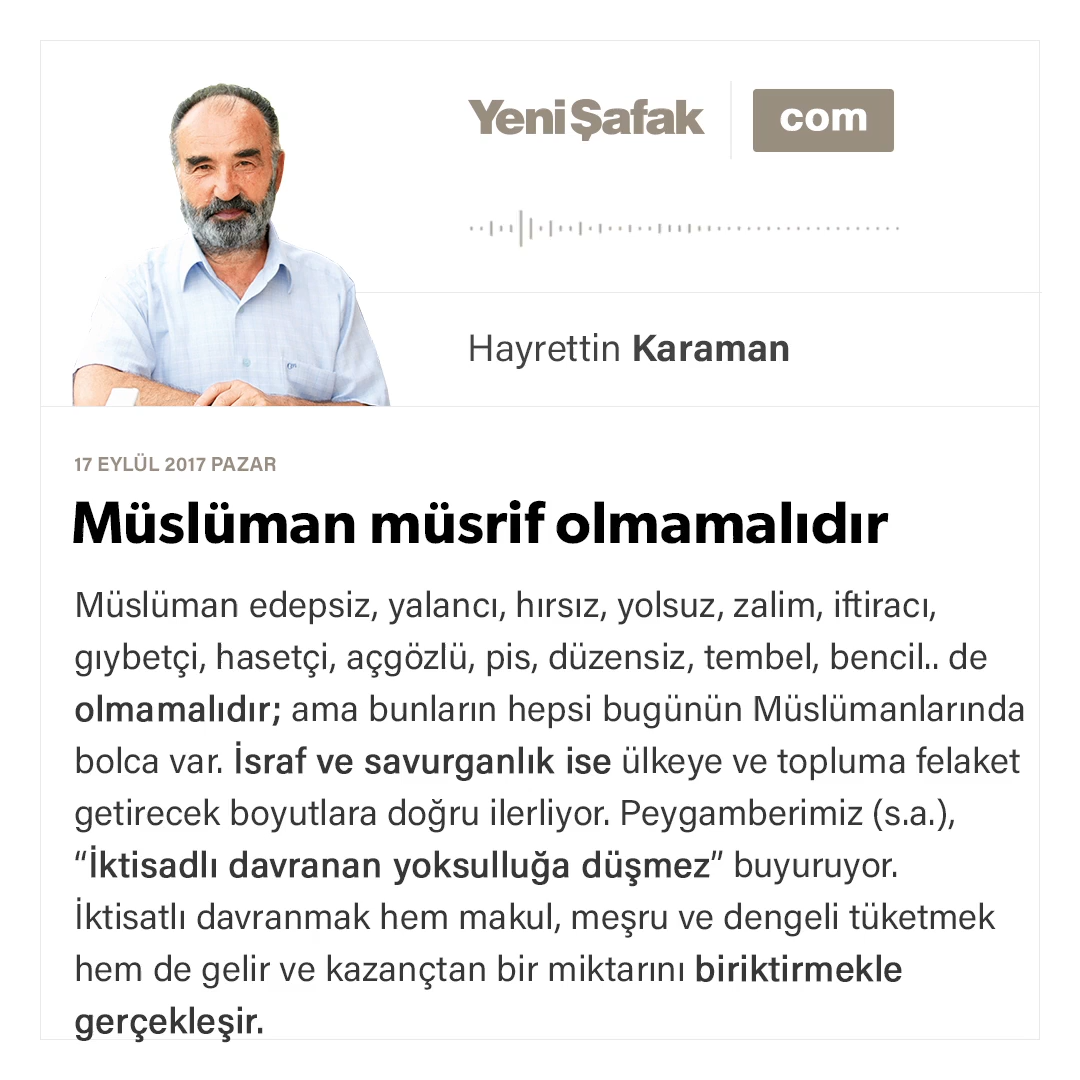 YeniŞafak com
Hayrettin Karaman
17 EYLÜL 2017 PAZAR
Müslüman müsrif olmamalıdır
Müslüman edepsiz, yalancı, hırsız, yolsuz, zalim, iftiracı,
gıybetçi, hasetçi, açgözlü, pis, düzensiz, tembel, bencil.. de
olmamalıdır; ama bunların hepsi bugünün Müslümanlarında
bolca var. İsraf ve savurganlık ise ülkeye ve topluma felaket
getirecek boyutlara doğru ilerliyor. Peygamberimiz (s.a.),
“İktisadlı davranan yoksulluğa düşmez” buyuruyor.
İktisatlı davranmak hem makul, meşru ve dengeli tüketmek
hem de gelir ve kazançtan bir miktarını biriktirmekle
gerçekleşir.